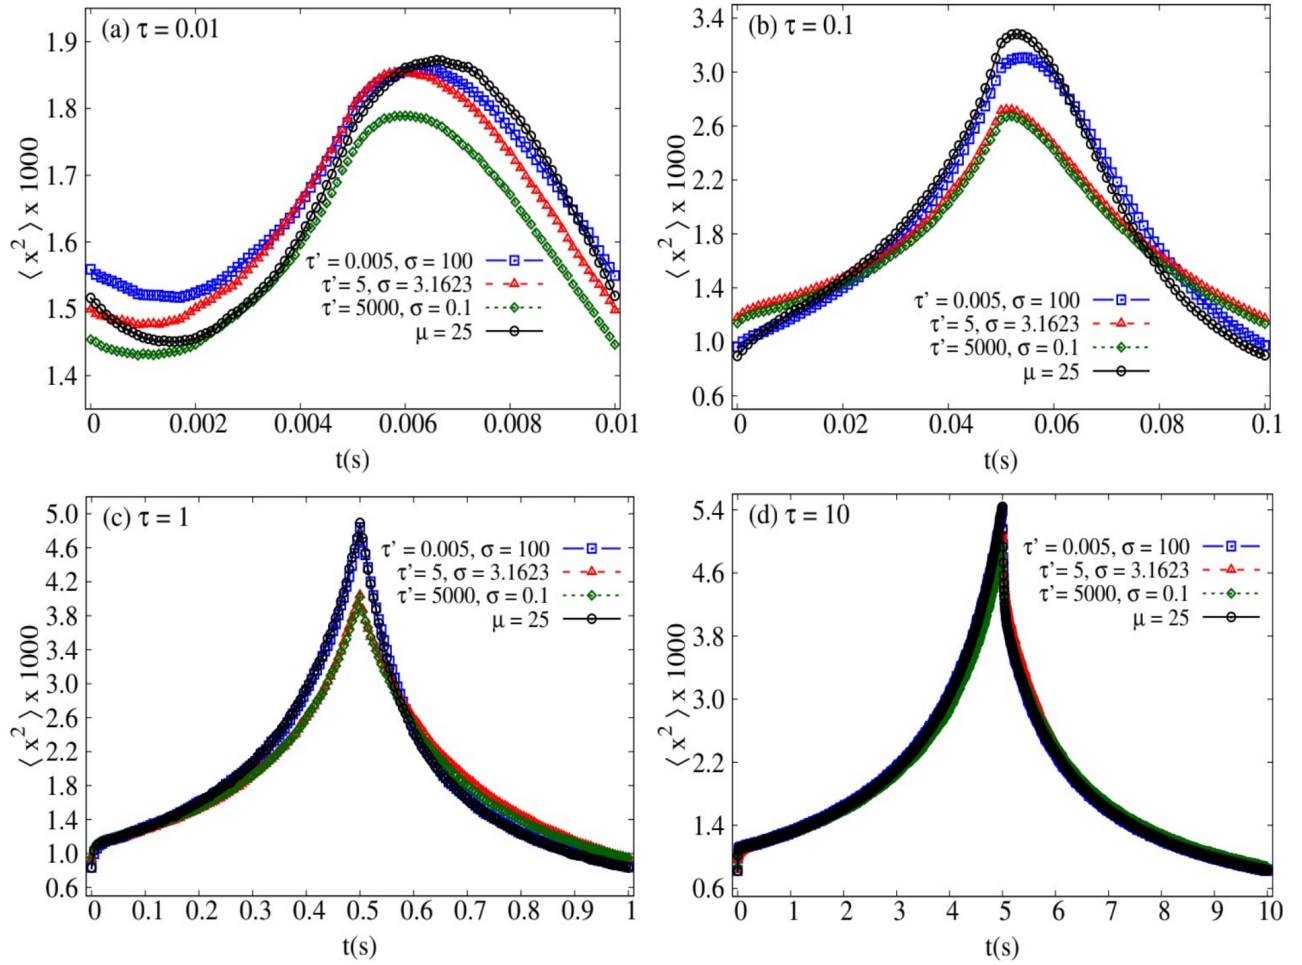 (a) τ = 0.01
1.9
1.8
1.7
1.6
1.5
1.4
⟨ x² ⟩ x 1000
τ' = 0.005, σ = 100
τ' = 5, σ = 3.1623
τ' = 5000, σ = 0.1
μ = 25
0 0.002 0.004 0.006 0.008 0.01
t(s)
(b) τ = 0.1
3.4
3.0
2.6
2.2
1.8
1.4
1.0
0.6
⟨ x² ⟩ x 1000
τ' = 0.005, σ = 100
τ' = 5, σ = 3.1623
τ' = 5000, σ = 0.1
μ = 25
0 0.02 0.04 0.06 0.08 0.1
t(s)
(c) τ = 1
5.0
4.6
4.2
3.8
3.4
3.0
2.6
2.2
1.8
1.4
1.0
0.6
⟨ x² ⟩ x 1000
τ' = 0.005, σ = 100
τ' = 5, σ = 3.1623
τ' = 5000, σ = 0.1
μ = 25
0 0.1 0.2 0.3 0.4 0.5 0.6 0.7 0.8 0.9 1
t(s)
(d) τ = 10
5.4
4.6
3.8
3.0
2.2
1.4
0.6
⟨ x² ⟩ x 1000
τ' = 0.005, σ = 100
τ' = 5, σ = 3.1623
τ' = 5000, σ = 0.1
μ = 25
0 1 2 3 4 5 6 7 8 9 10
t(s)